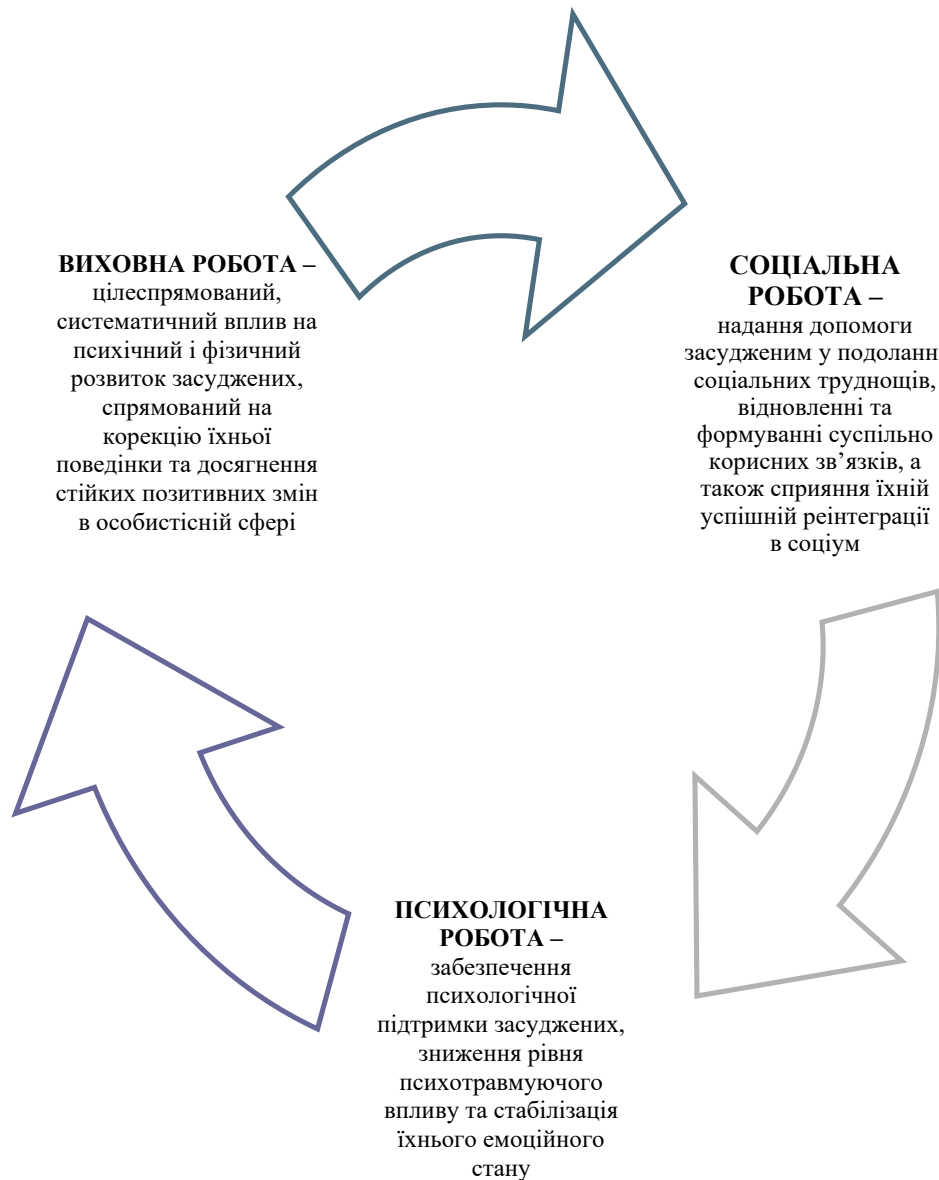 ВИХОВНА РОБОТА –
цілеспрямований,
систематичний вплив на
психічний і фізичний
розвиток засуджених,
спрямований на
корекцію їхньої
поведінки та досягнення
стійких позитивних змін
в особистісній сфері
СОЦІАЛЬНА
РОБОТА –
надання допомоги
засудженим у подоланн
соціальних труднощів,
відновленні та
формуванні суспільно
корисних зв’язків, а
також сприяння їхній
успішній реінтеграції
в соціум
ПСИХОЛОГІЧНА
РОБОТА –
забезпечення
психологічної
підтримки засуджених,
зниження рівня
психотравмуючого
впливу та стабілізація
їхнього емоційного
стану